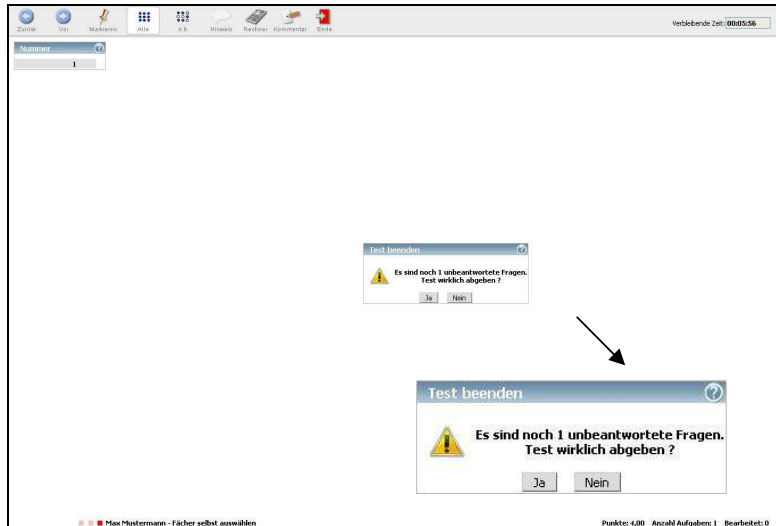 Zurück Vor Markieren Alle n.b. Hinweis Rechner Kommentar Ende
Verbleibende Zeit: 00:05:56
Nummer
1
Test beenden
Es sind noch 1 unbeantwortete Fragen.
Test wirklich abgeben ?
Ja Nein
Test beenden
Es sind noch 1 unbeantwortete Fragen.
Test wirklich abgeben ?
Ja Nein
Max Mustermann - Fächer selbst auswählen
Punkte: 4,00 Anzahl Aufgaben: 1 Bearbeitet: 0